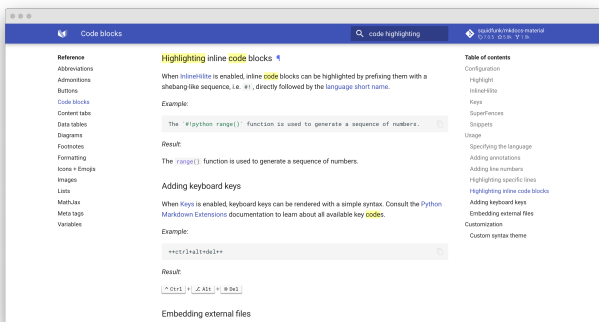 Code blocks
code highlighting
squidfunk/mkdocs-material
7.0.5 5.8k 1.5k
Reference
Abbreviations
Admonitions
Buttons
Code blocks
Content tabs
Data tables
Diagrams
Footnotes
Formatting
Icons + Emojis
Images
Lists
MathJax
Meta tags
Variables
Highlighting inline code blocks ¶
When InlineHilite is enabled, inline code blocks can be highlighted by prefixing them with a
shebang-like sequence, i.e. #!, directly followed by the language short name.
Example:
The `#!python range()` function is used to generate a sequence of numbers.
Result:
The range() function is used to generate a sequence of numbers.
Adding keyboard keys
When Keys is enabled, keyboard keys can be rendered with a simple syntax. Consult the Python
Markdown Extensions documentation to learn about all available key codes.
Example:
++ctrl+alt+del++
Result:
⌃ Ctrl + ⎇ Alt + ⌦ Del
Embedding external files
Table of contents
Configuration
Highlight
InlineHilite
Keys
SuperFences
Snippets
Usage
Specifying the language
Adding annotations
Adding line numbers
Highlighting specific lines
Highlighting inline code blocks
Adding keyboard keys
Embedding external files
Customization
Custom syntax theme